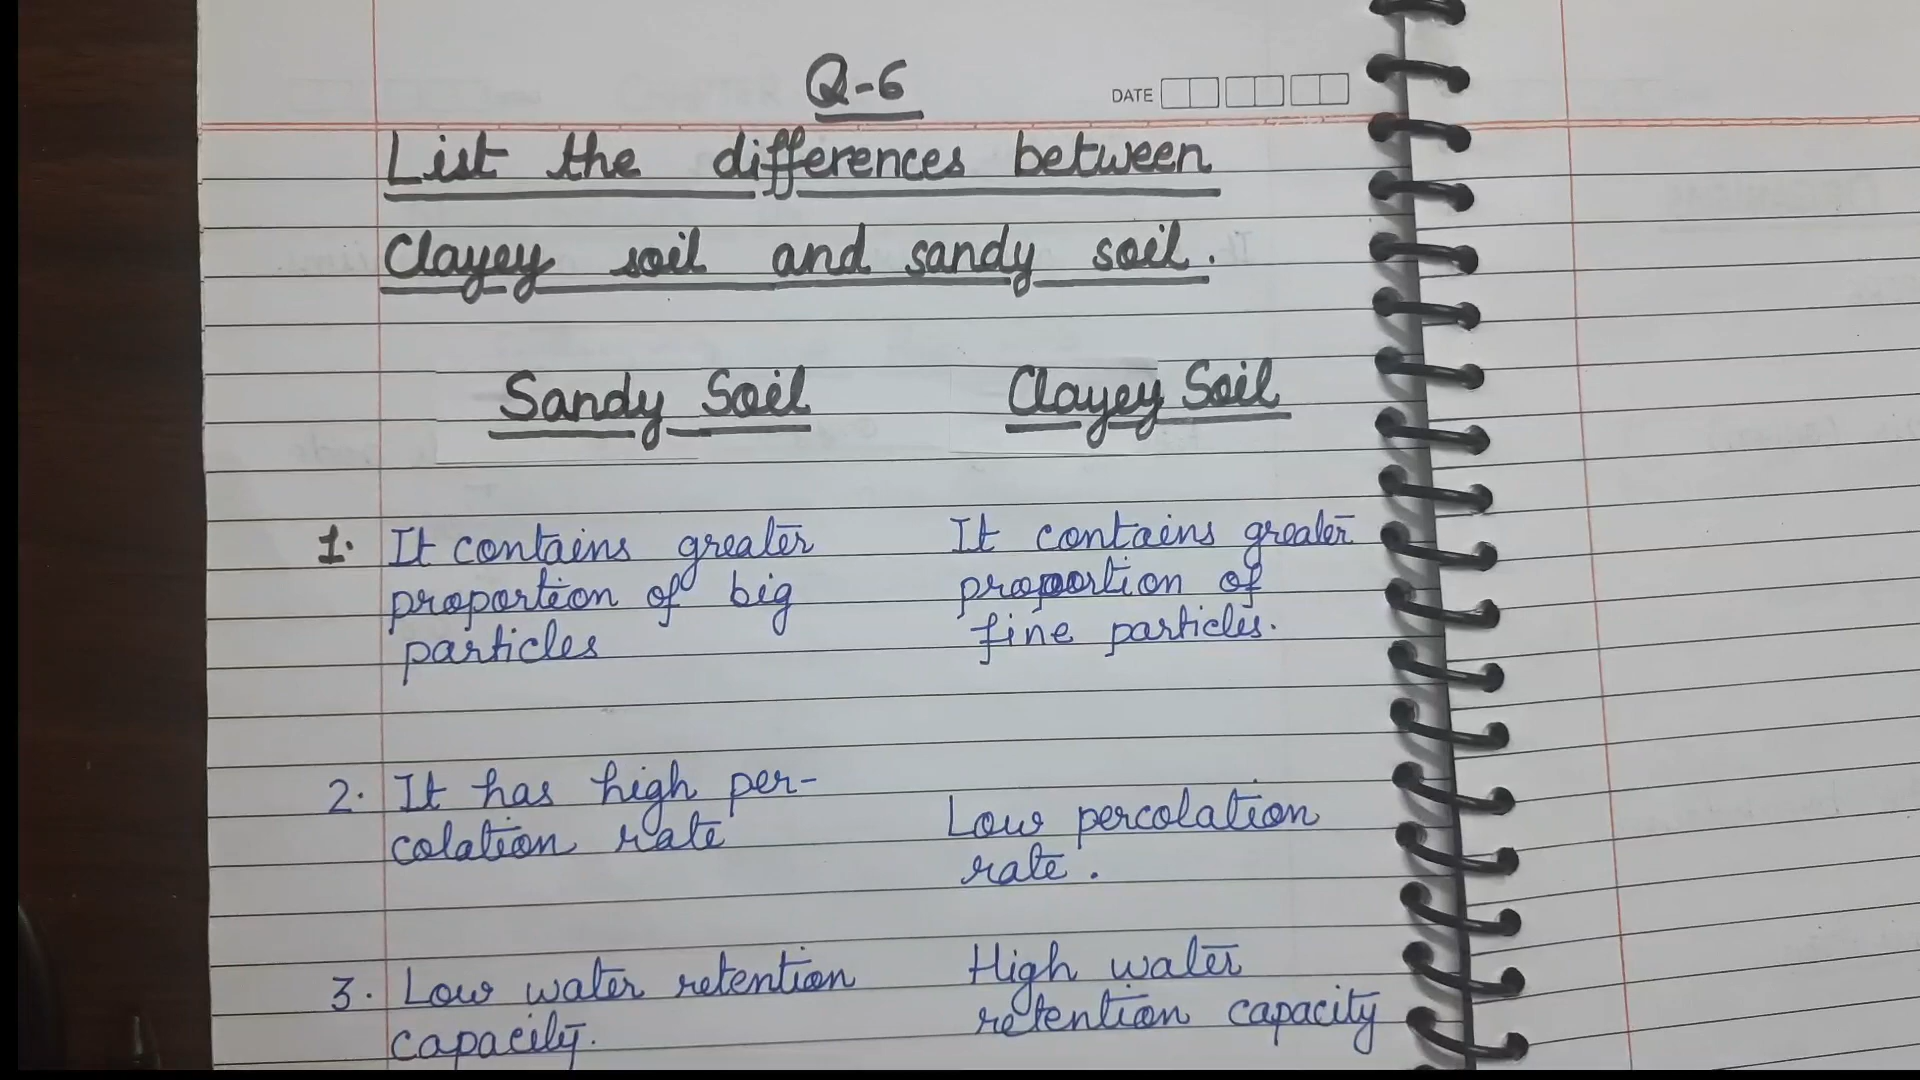 Q-6
DATE
List the differences between
Clayey soil and sandy soil.
Sandy Soil Clayey Soil
1. It contains greater
proportion of big
particles
It contains greater
proportion of
fine particles.
2. It has high per-
colation rate
Low percolation
rate.
3. Low water retention
capacity.
High water
retention capacity